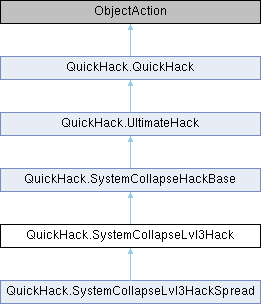 ObjectAction
QuickHack.QuickHack
QuickHack.UltimateHack
QuickHack.SystemCollapseHackBase
QuickHack.SystemCollapseLvl3Hack
QuickHack.SystemCollapseLvl3HackSpread